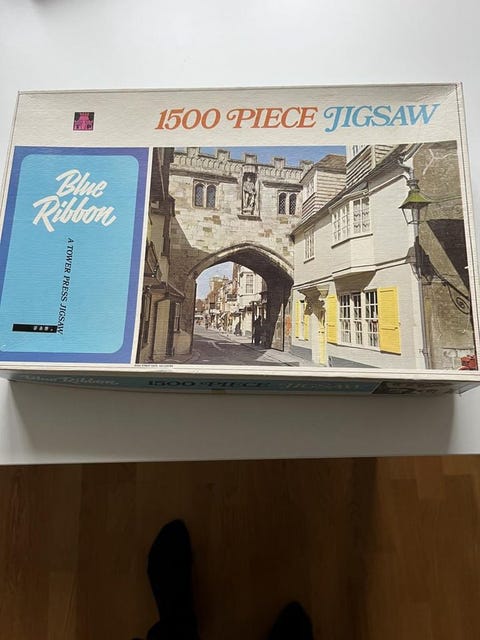 1500 PIECE JIGSAW
Blue
Ribbon
A TOWER PRESS JIGSAW
Blue Ribbon
1500 PIECE JIGSAW